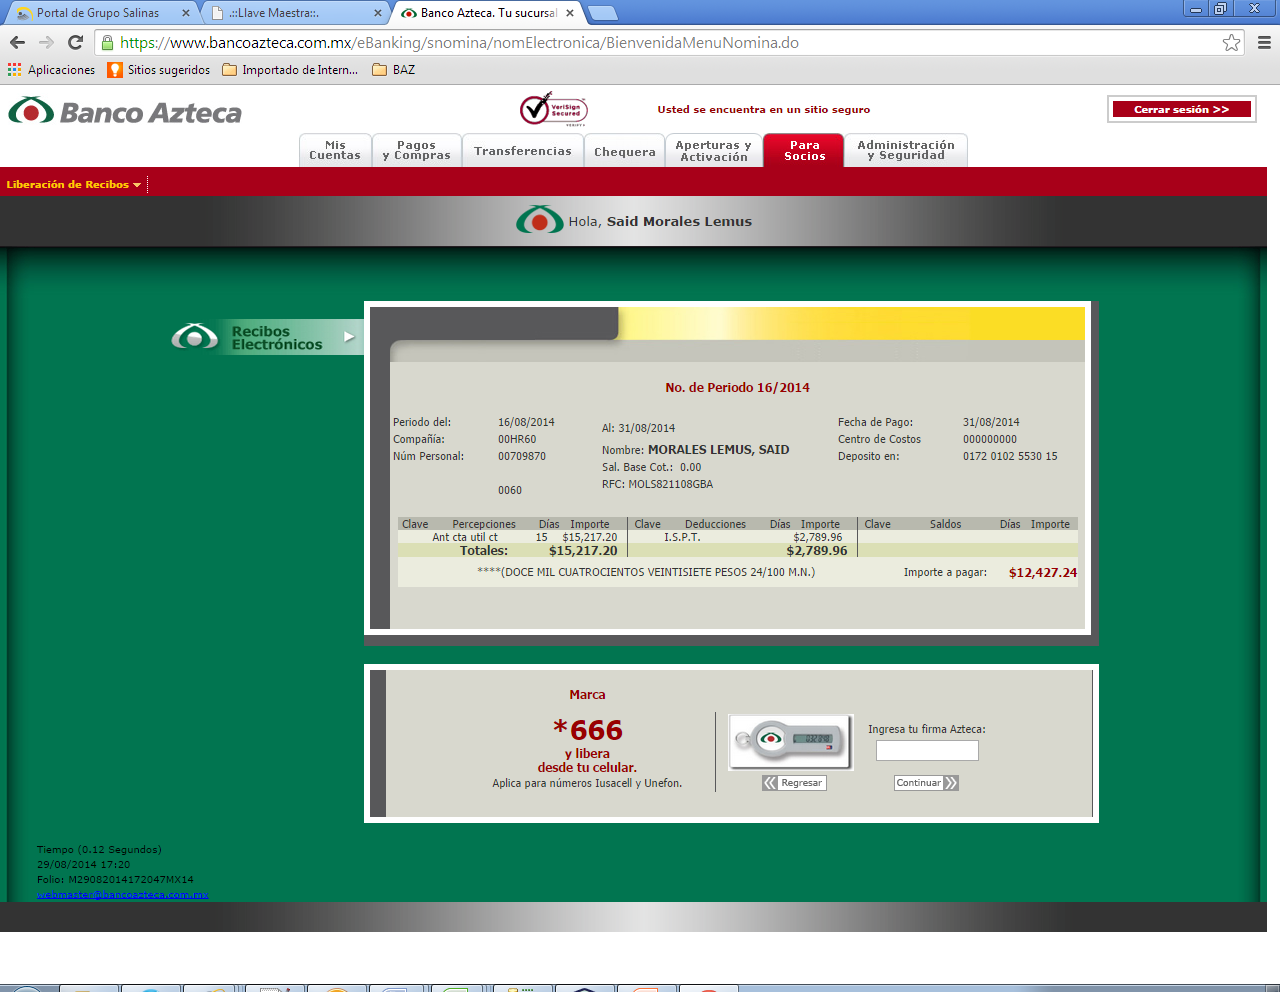 Portal de Grupo Salinas
.::Llave Maestra::.
Banco Azteca. Tu sucursal
https://www.bancoazteca.com.mx/eBanking/snomina/nomElectronica/BienvenidaMenuNomina.do
Aplicaciones Sitios sugeridos Importado de Intern... BAZ
Banco Azteca
VeriSign Secured
VERIFY
Usted se encuentra en un sitio seguro
Cerrar sesión >>
Mis Cuentas
Pagos y Compras
Transferencias
Chequera
Aperturas y Activación
Para Socios
Administración y Seguridad
Liberación de Recibos
Hola, Said Morales Lemus
Recibos
Electrónicos
No. de Periodo 16/2014
Periodo del: 16/08/2014 Al: 31/08/2014 Fecha de Pago: 31/08/2014
Compañía: 00HR60 Nombre: MORALES LEMUS, SAID Centro de Costos 000000000
Núm Personal: 00709870 Sal. Base Cot.: 0.00 Deposito en: 0172 0102 5530 15
0060 RFC: MOLS821108GBA
Clave Percepciones Días Importe Clave Deducciones Días Importe Clave Saldos Días Importe
Ant cta util ct 15 $15,217.20 I.S.P.T. $2,789.96
Totales: $15,217.20 $2,789.96
****(DOCE MIL CUATROCIENTOS VEINTISIETE PESOS 24/100 M.N.) Importe a pagar: $12,427.24
Marca
*666
y libera
desde tu celular.
Aplica para números Iusacell y Unefon.
Ingresa tu firma Azteca:
Regresar
Continuar
Tiempo (0.12 Segundos)
29/08/2014 17:20
Folio: M29082014172047MX14
webmaster@bancoazteca.com.mx